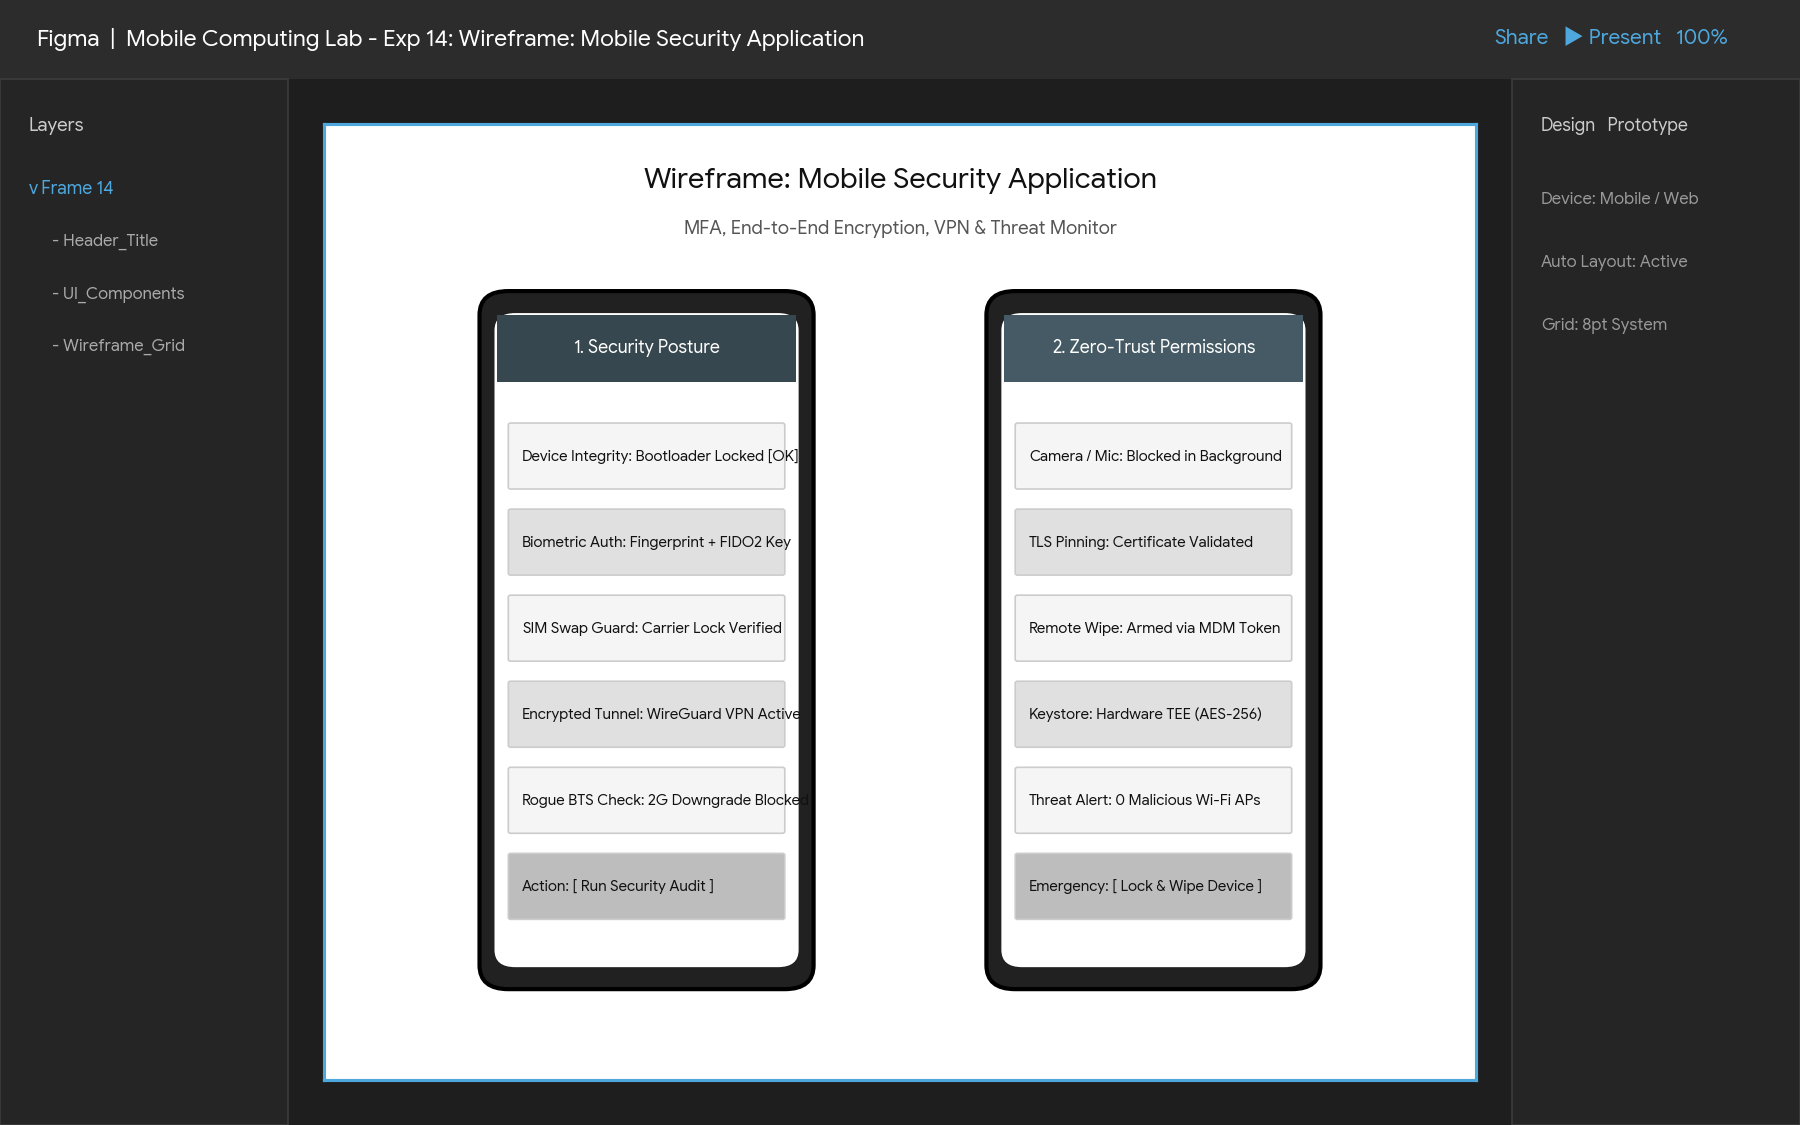 Figma | Mobile Computing Lab - Exp 14: Wireframe: Mobile Security Application
Share ▶ Present 100%
Layers
v Frame 14
- Header_Title
- UI_Components
- Wireframe_Grid
Wireframe: Mobile Security Application
MFA, End-to-End Encryption, VPN & Threat Monitor
1. Security Posture
Device Integrity: Bootloader Locked [OK]
Biometric Auth: Fingerprint + FIDO2 Key
SIM Swap Guard: Carrier Lock Verified
Encrypted Tunnel: WireGuard VPN Active
Rogue BTS Check: 2G Downgrade Blocked
Action: [ Run Security Audit ]
2. Zero-Trust Permissions
Camera / Mic: Blocked in Background
TLS Pinning: Certificate Validated
Remote Wipe: Armed via MDM Token
Keystore: Hardware TEE (AES-256)
Threat Alert: 0 Malicious Wi-Fi APs
Emergency: [ Lock & Wipe Device ]
Design Prototype
Device: Mobile / Web
Auto Layout: Active
Grid: 8pt System